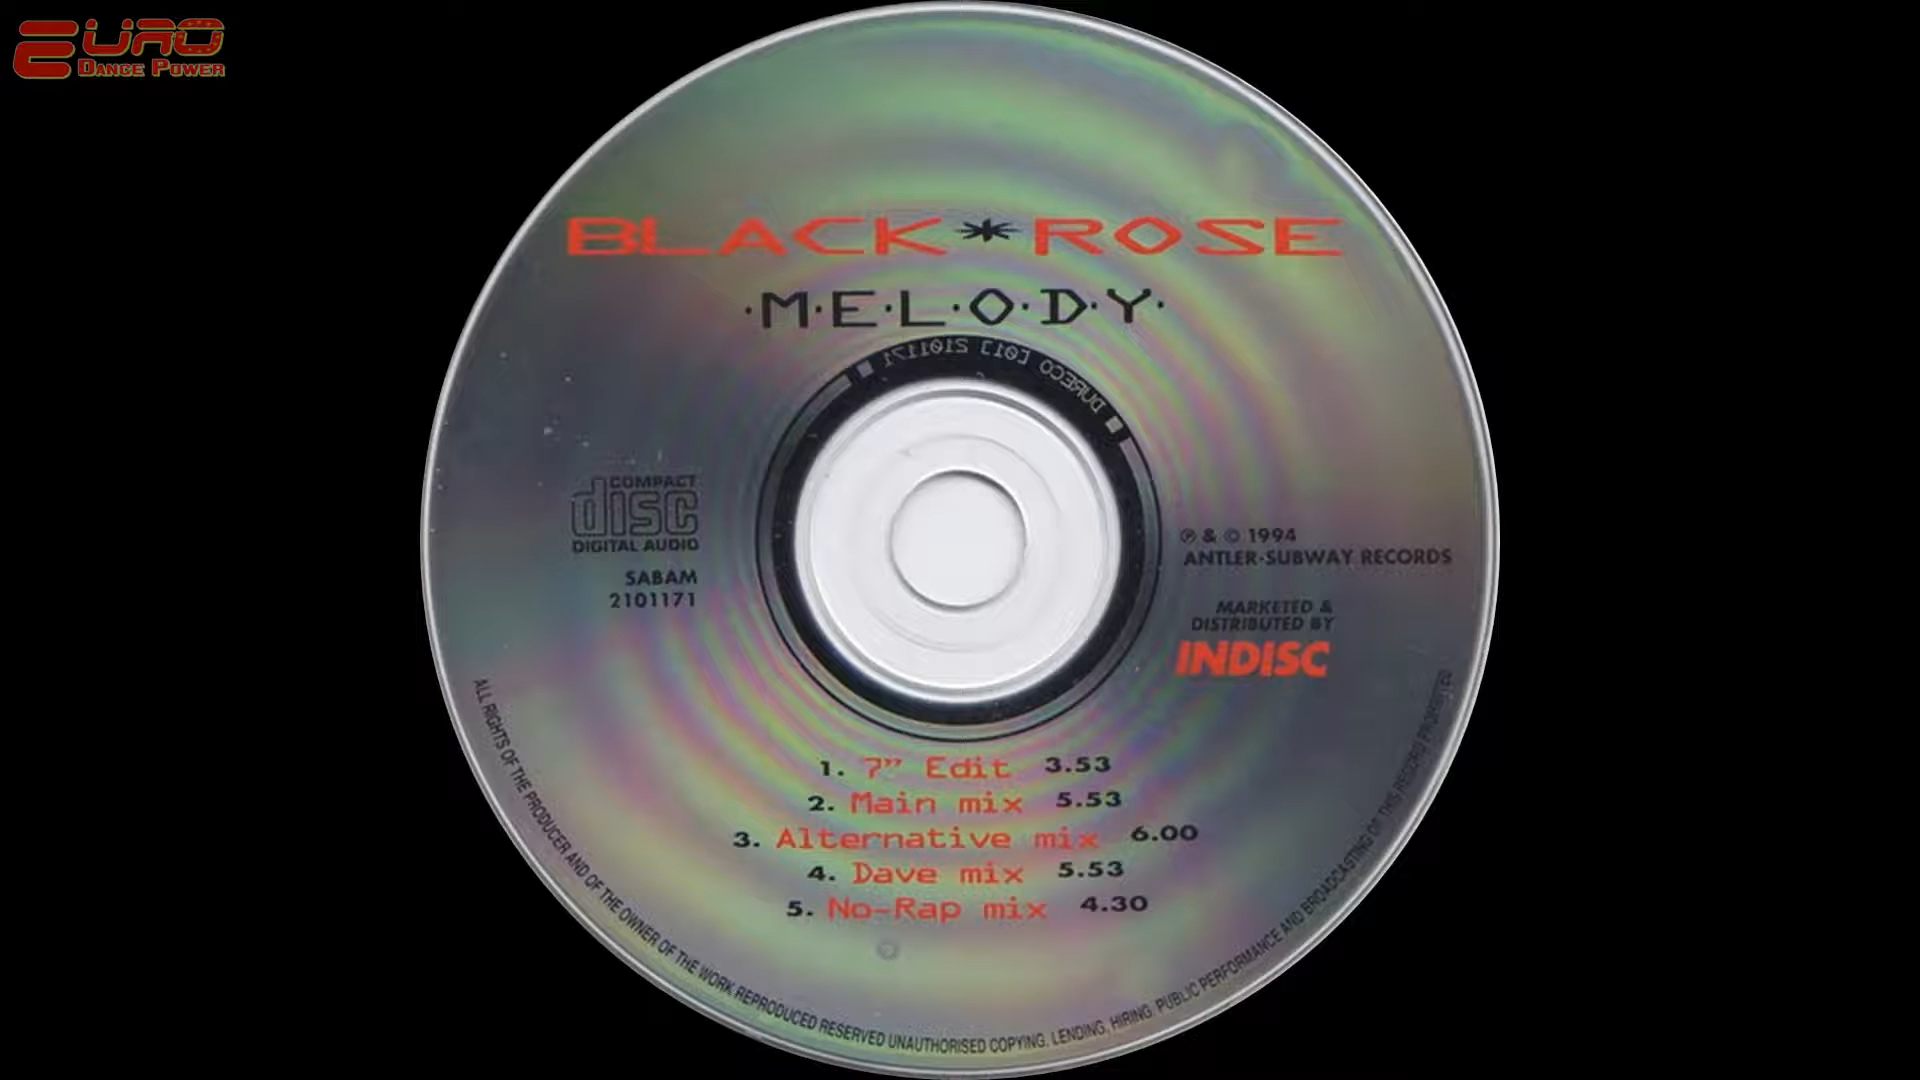 EURO
DANCE POWER
BLACK*ROSE
·M·E·L·O·D·Y·
DURECO [01] 2101171
COMPACT
disc
DIGITAL AUDIO
SABAM
2101171
℗ & © 1994
ANTLER-SUBWAY RECORDS
MARKETED &
DISTRIBUTED BY
INDISC
1. 7" Edit 3.53
2. Main mix 5.53
3. Alternative mix 6.00
4. Dave mix 5.53
5. No-Rap mix 4.30
ALL RIGHTS OF THE PRODUCER AND OF THE OWNER OF THE WORK REPRODUCED RESERVED UNAUTHORISED COPYING, LENDING, HIRING, PUBLIC PERFORMANCE AND BROADCASTING OF THIS RECORD PROHIBITED